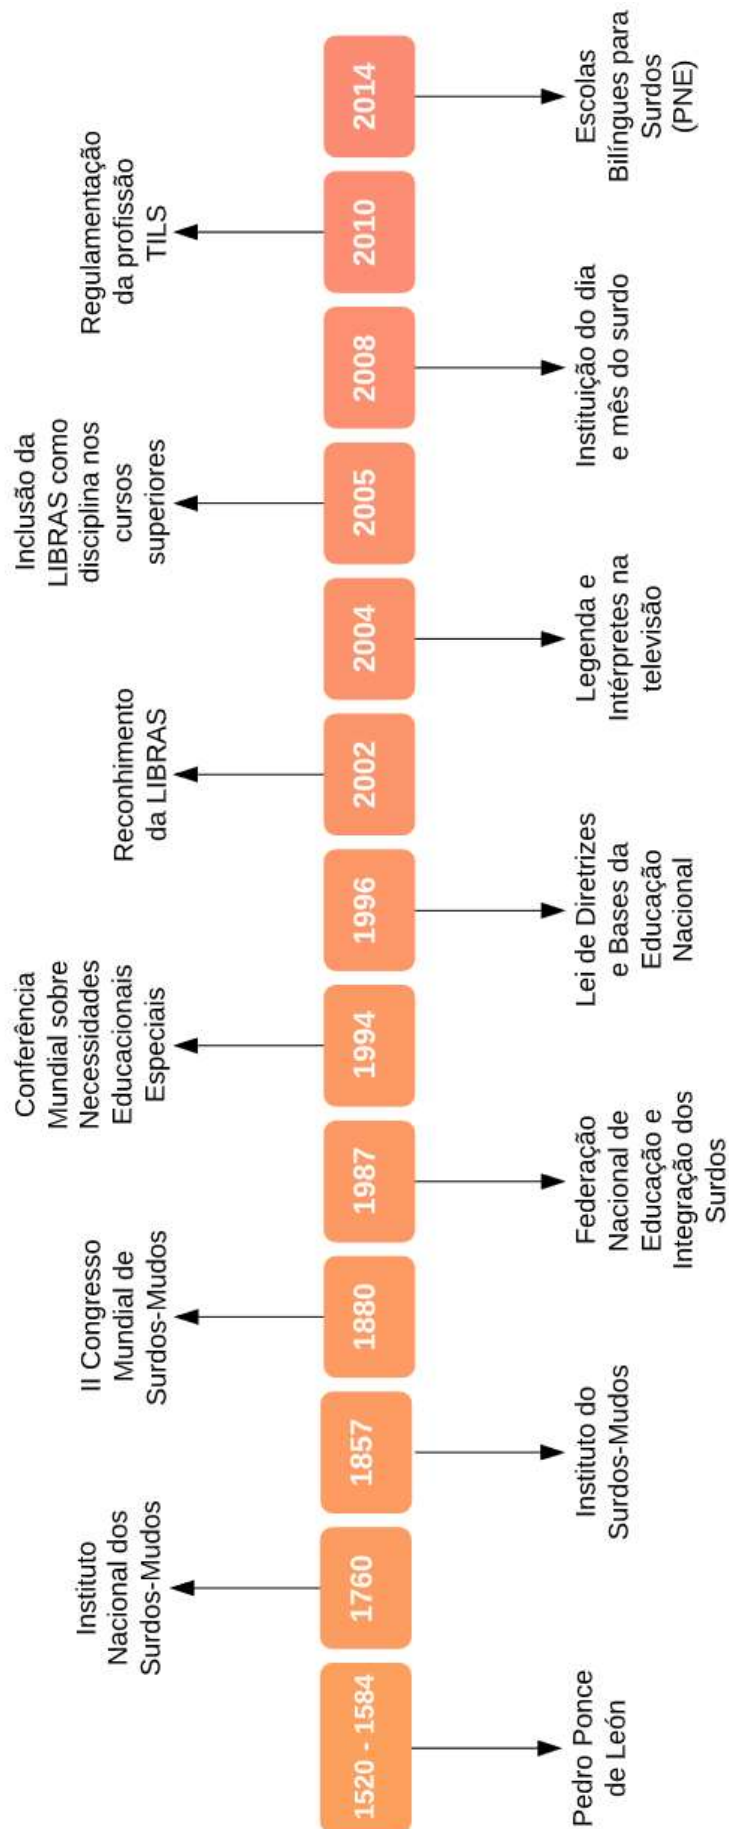 1520 - 1584
Pedro Ponce
de León
1760
Instituto
Nacional dos
Surdos-Mudos
1857
Instituto do
Surdos-Mudos
1880
II Congresso
Mundial de
Surdos-Mudos
1987
Federação
Nacional de
Educação e
Integração dos
Surdos
1994
Conferência
Mundial sobre
Necessidades
Educacionais
Especiais
1996
Lei de Diretrizes
e Bases da
Educação
Nacional
2002
Reconhimento
da LIBRAS
2004
Legenda e
Intérpretes na
televisão
2005
Inclusão da
LIBRAS como
disciplina nos
cursos
superiores
2008
Instituição do dia
e mês do surdo
2010
Regulamentação
da profissão
TILS
2014
Escolas
Bilíngues para
Surdos
(PNE)